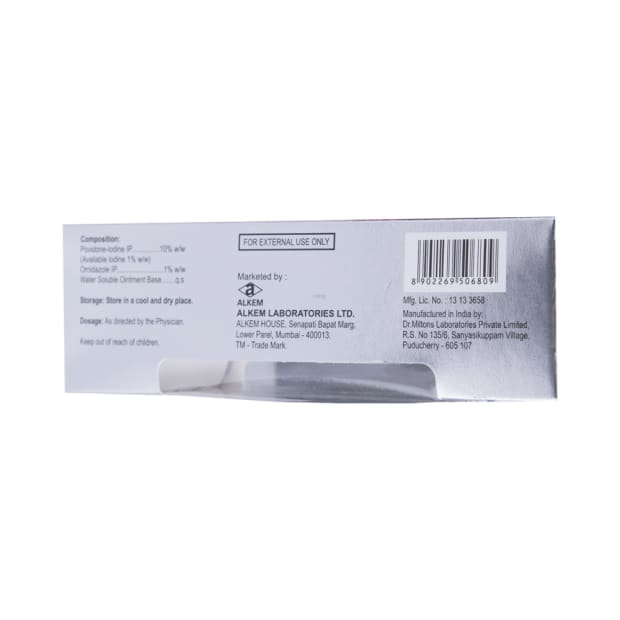 Composition:
Povidone-Iodine IP..............10% w/w
(Available Iodine 1% w/w)
Ornidazole IP......................1% w/w
Water Soluble Ointment Base.......q.s
Storage: Store in a cool and dry place.
Dosage: As directed by the Physician.
Keep out of reach of children.
FOR EXTERNAL USE ONLY
Marketed by :
a
ALKEM
ALKEM LABORATORIES LTD.
ALKEM HOUSE, Senapati Bapat Marg,
Lower Parel, Mumbai - 400013.
TM - Trade Mark.
8 902269 506809
Mfg. Lic. No. : 13 13 3658
Manufactured in India by:
Dr.Miltons Laboratories Private Limited,
R.S. No 135/6, Sanyasikuppam Village,
Puducherry - 605 107